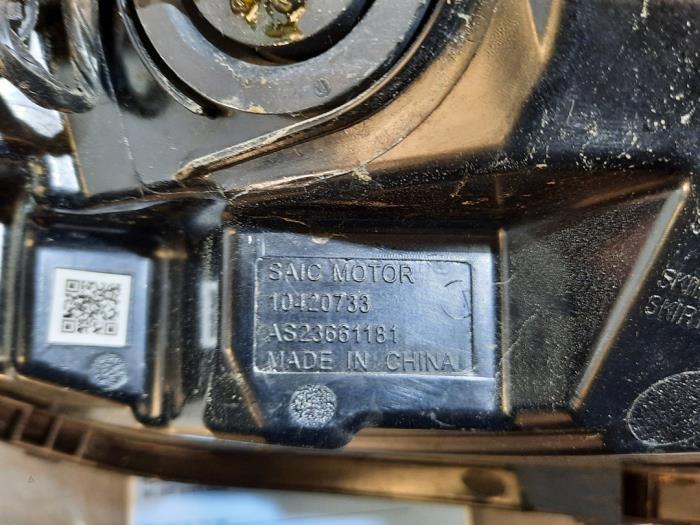 SAIC MOTOR
10420733
AS23661181
MADE IN CHINA